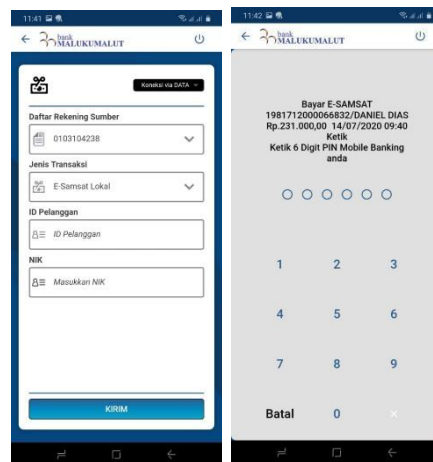 11:41
bank
MALUKUMALUT
Koneksi via DATA
Daftar Rekening Sumber
0103104238
Jenis Transaksi
E-Samsat Lokal
ID Pelanggan
ID Pelanggan
NIK
Masukkan NIK
KIRIM
11:42
bank
MALUKUMALUT
Bayar E-SAMSAT
1981712000066832/DANIEL DIAS
Rp.231.000,00 14/07/2020 09:40
Ketik
Ketik 6 Digit PIN Mobile Banking
anda
1 2 3
4 5 6
7 8 9
Batal 0 ×